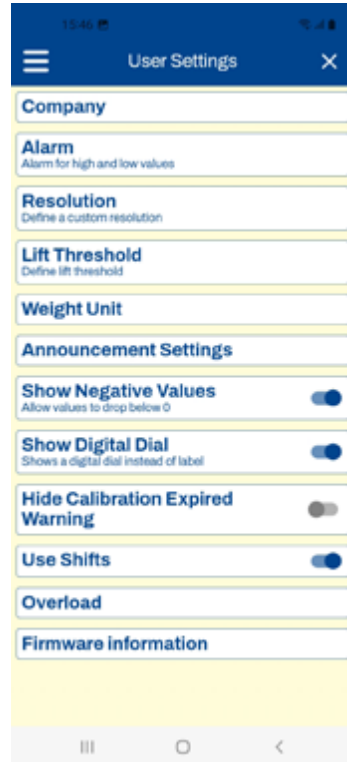 15:46
User Settings
Company
Alarm
Alarm for high and low values
Resolution
Define a custom resolution
Lift Threshold
Define lift threshold
Weight Unit
Announcement Settings
Show Negative Values
Allow values to drop below 0
Show Digital Dial
Shows a digital dial instead of label
Hide Calibration Expired
Warning
Use Shifts
Overload
Firmware information